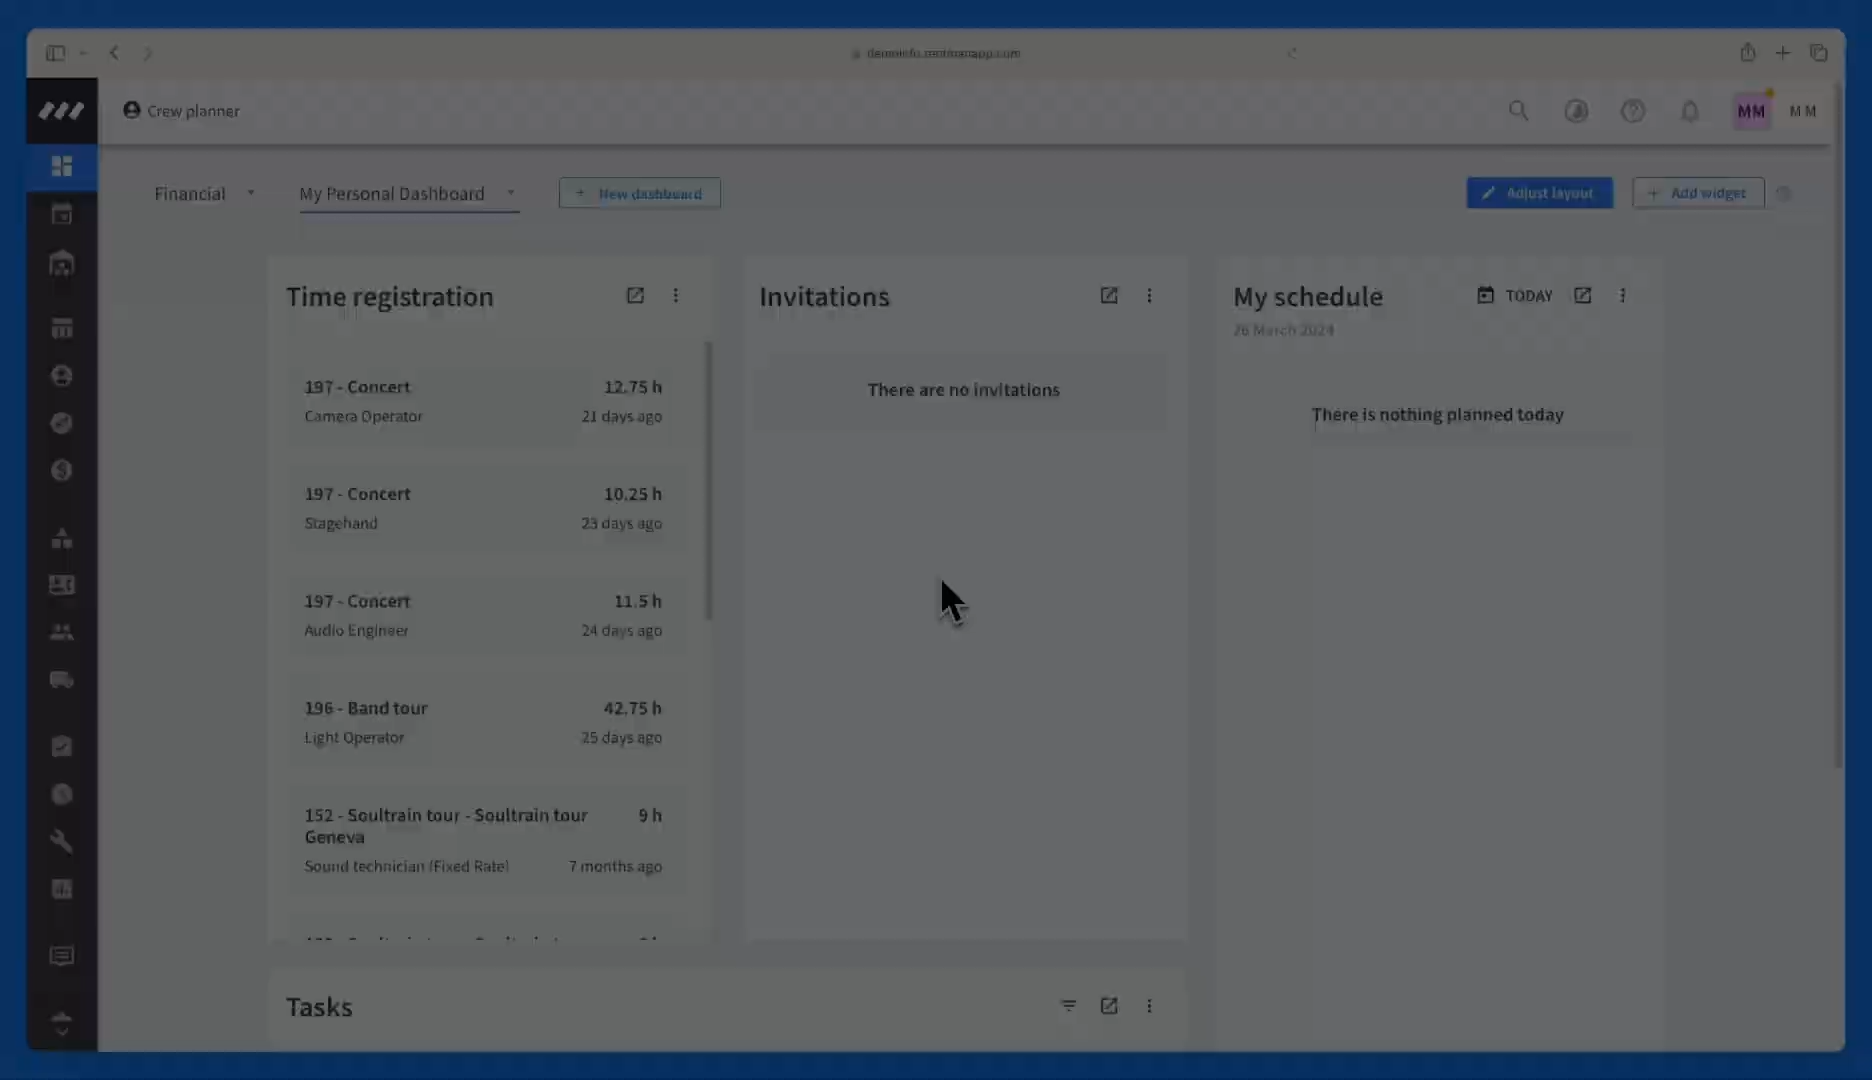 demoinfo.rentmanapp.com
Crew planner
MM
M M
Financial
My Personal Dashboard
+ New dashboard
Adjust layout
+ Add widget
Time registration
197 - Concert
12.75 h
Camera Operator
21 days ago
197 - Concert
10.25 h
Stagehand
23 days ago
197 - Concert
11.5 h
Audio Engineer
24 days ago
196 - Band tour
42.75 h
Light Operator
25 days ago
152 - Soultrain tour - Soultrain tour
Geneva
9 h
Sound technician (Fixed Rate)
7 months ago
Invitations
There are no invitations
My schedule
TODAY
26 March 2024
There is nothing planned today
Tasks